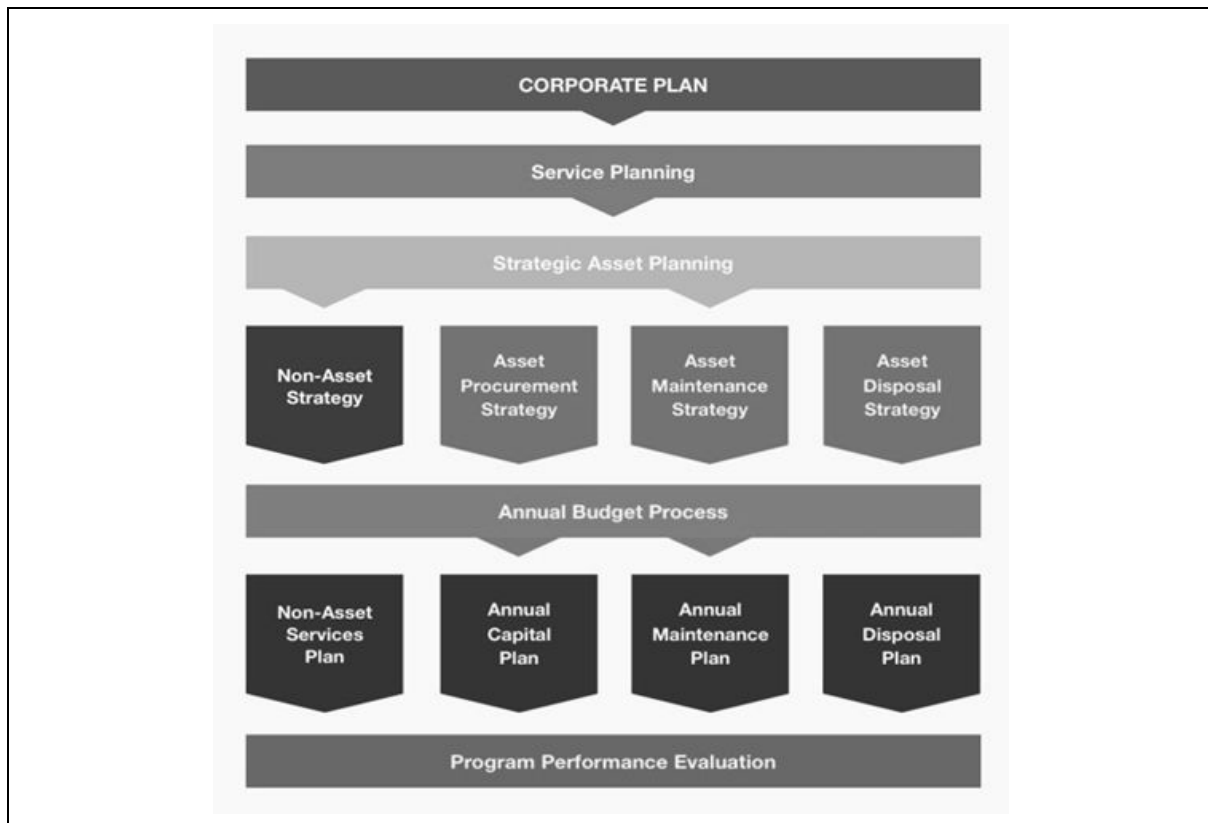 CORPORATE PLAN
Service Planning
Strategic Asset Planning
Non-Asset
Strategy
Asset
Procurement
Strategy
Asset
Maintenance
Strategy
Asset
Disposal
Strategy
Annual Budget Process
Non-Asset
Services
Plan
Annual
Capital
Plan
Annual
Maintenance
Plan
Annual
Disposal
Plan
Program Performance Evaluation